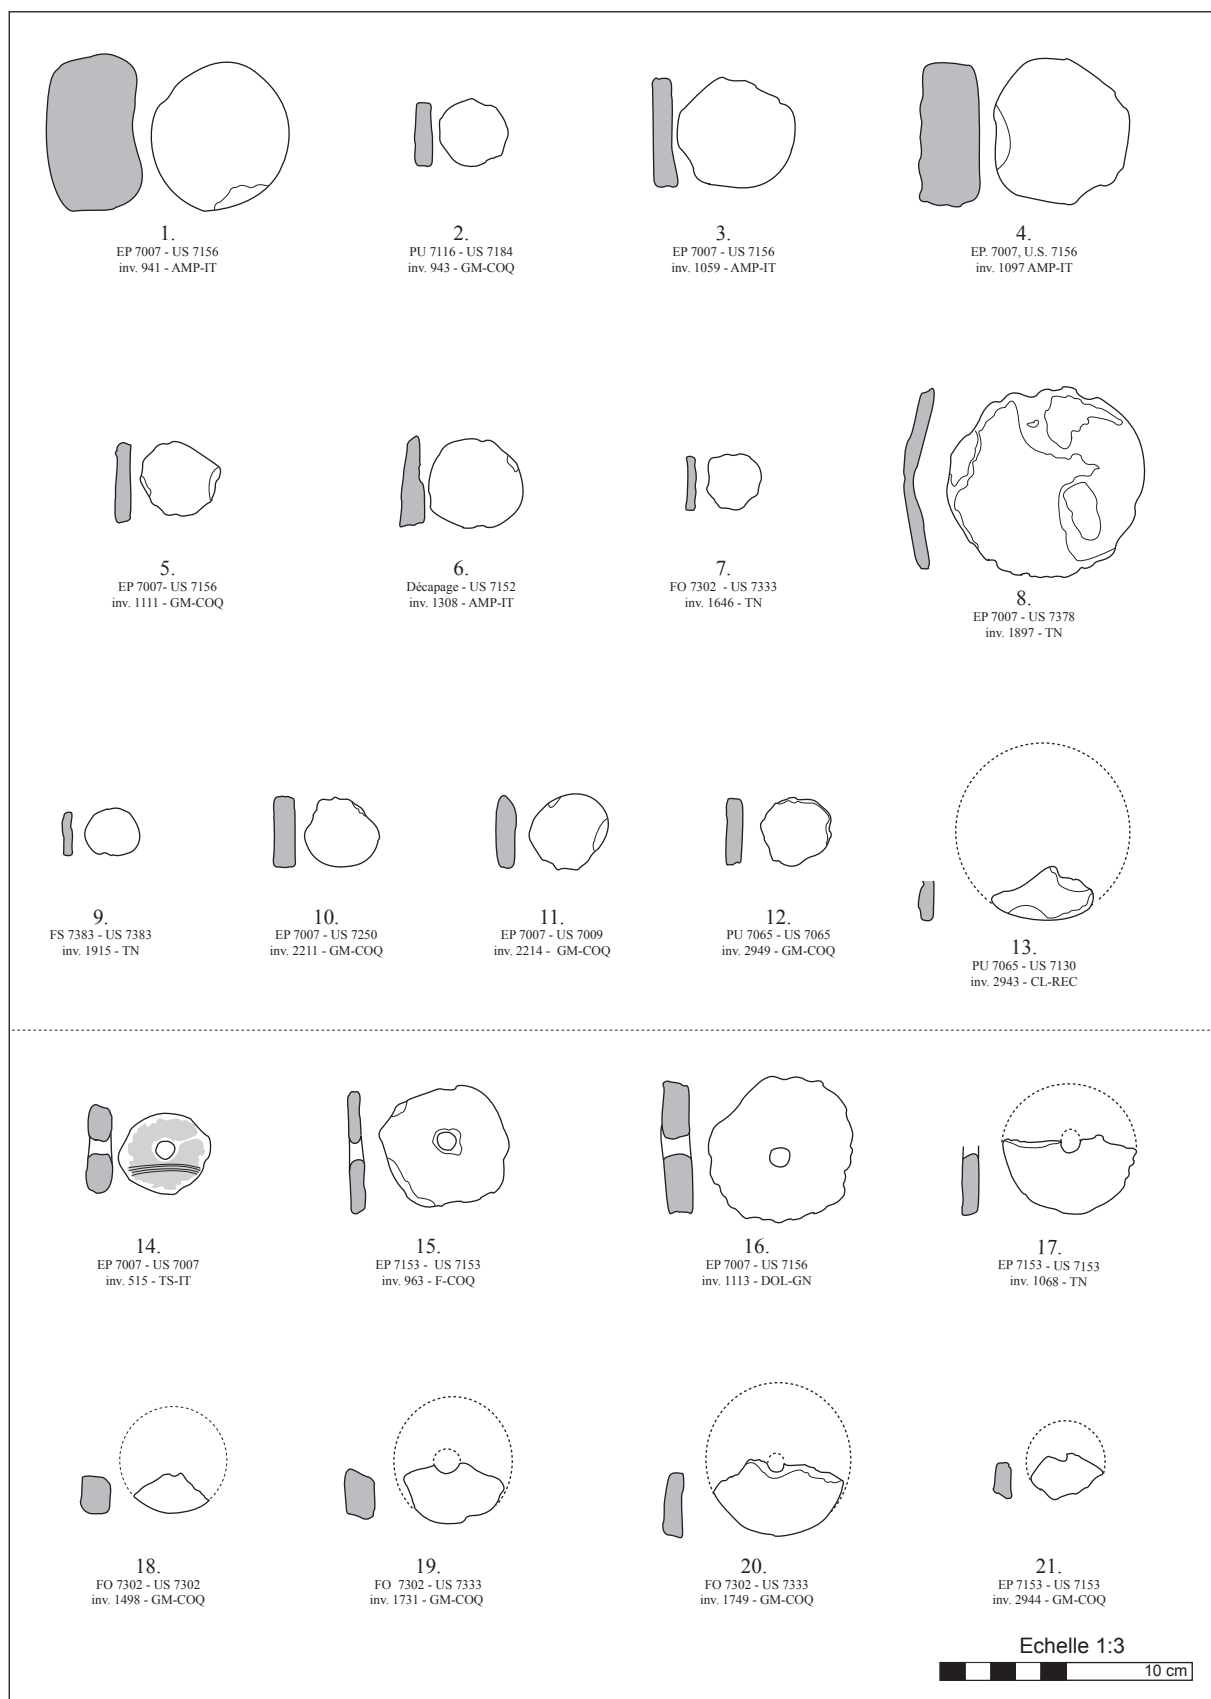 1.
EP 7007 - US 7156
inv. 941 - AMP-IT
2.
PU 7116 - US 7184
inv. 943 - GM-COQ
3.
EP 7007 - US 7156
inv. 1059 - AMP-IT
4.
EP. 7007, U.S. 7156
inv. 1097 AMP-IT
5.
EP 7007- US 7156
inv. 1111 - GM-COQ
6.
Décapage - US 7152
inv. 1308 - AMP-IT
7.
FO 7302 - US 7333
inv. 1646 - TN
8.
EP 7007 - US 7378
inv. 1897 - TN
9.
FS 7383 - US 7383
inv. 1915 - TN
10.
EP 7007 - US 7250
inv. 2211 - GM-COQ
11.
EP 7007 - US 7009
inv. 2214 - GM-COQ
12.
PU 7065 - US 7065
inv. 2949 - GM-COQ
13.
PU 7065 - US 7130
inv. 2943 - CL-REC
14.
EP 7007 - US 7007
inv. 515 - TS-IT
15.
EP 7153 - US 7153
inv. 963 - F-COQ
16.
EP 7007 - US 7156
inv. 1113 - DOL-GN
17.
EP 7153 - US 7153
inv. 1068 - TN
18.
FO 7302 - US 7302
inv. 1498 - GM-COQ
19.
FO 7302 - US 7333
inv. 1731 - GM-COQ
20.
FO 7302 - US 7333
inv. 1749 - GM-COQ
21.
EP 7153 - US 7153
inv. 2944 - GM-COQ
Echelle 1:3
10 cm